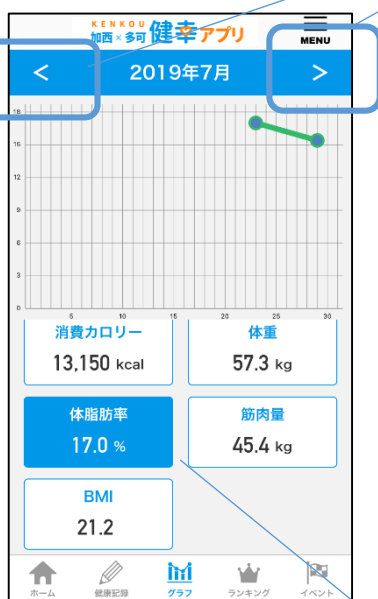 KENKOU
加西×多可 健幸アプリ
MENU
< 2019年7月 >
18
15
12
9
6
3
0
5 10 15 20 25 30
消費カロリー 体重
13,150 kcal 57.3 kg
体脂肪率 筋肉量
17.0 % 45.4 kg
BMI
21.2
ホーム 健康記録 グラフ ランキング イベント